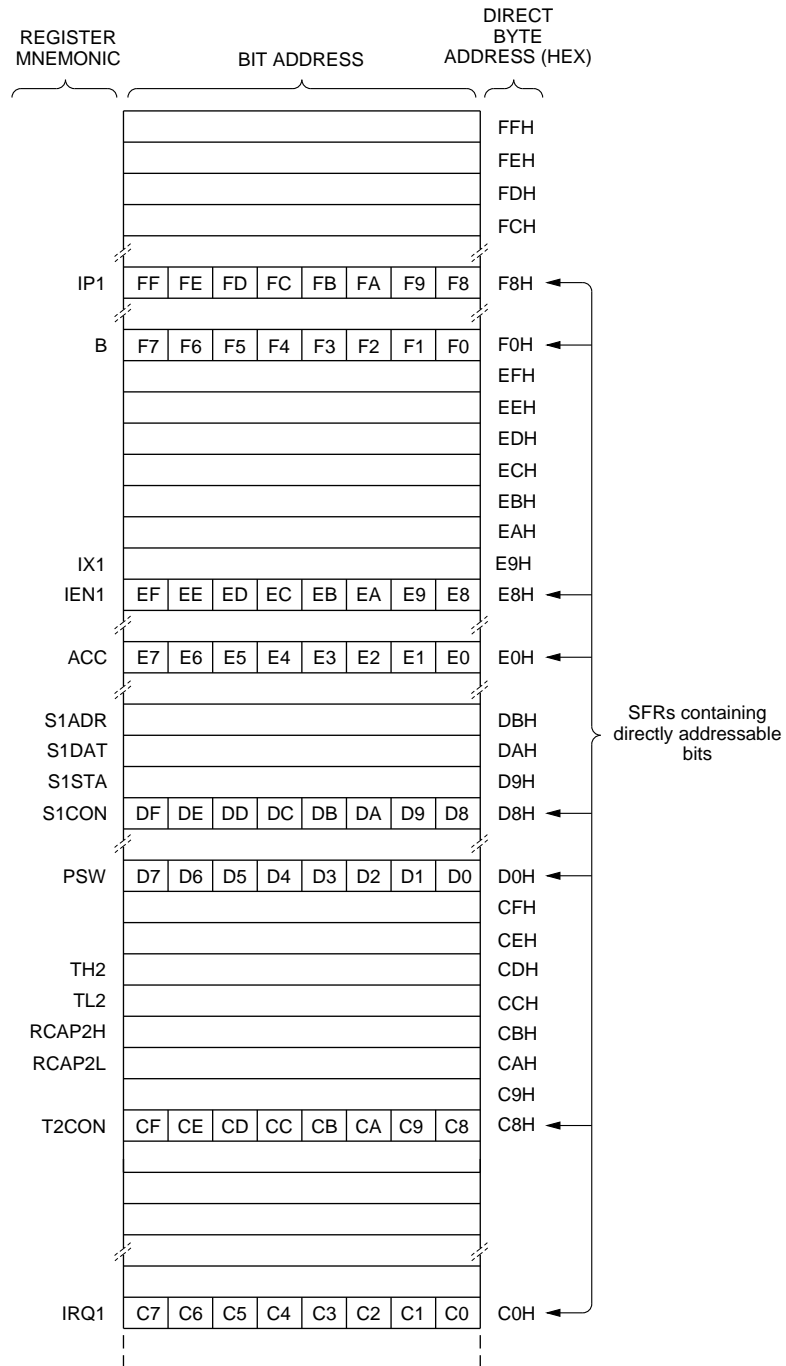 REGISTER
MNEMONIC
BIT ADDRESS
DIRECT
BYTE
ADDRESS (HEX)
FFH
FEH
FDH
FCH
IP1 FF FE FD FC FB FA F9 F8 F8H
B F7 F6 F5 F4 F3 F2 F1 F0 F0H
EFH
EEH
EDH
ECH
EBH
EAH
IX1 E9H
IEN1 EF EE ED EC EB EA E9 E8 E8H
ACC E7 E6 E5 E4 E3 E2 E1 E0 E0H
S1ADR DBH
S1DAT DAH
S1STA D9H
S1CON DF DE DD DC DB DA D9 D8 D8H
SFRs containing
directly addressable
bits
PSW D7 D6 D5 D4 D3 D2 D1 D0 D0H
CFH
CEH
TH2 CDH
TL2 CCH
RCAP2H CBH
RCAP2L CAH
C9H
T2CON CF CE CD CC CB CA C9 C8 C8H
IRQ1 C7 C6 C5 C4 C3 C2 C1 C0 C0H